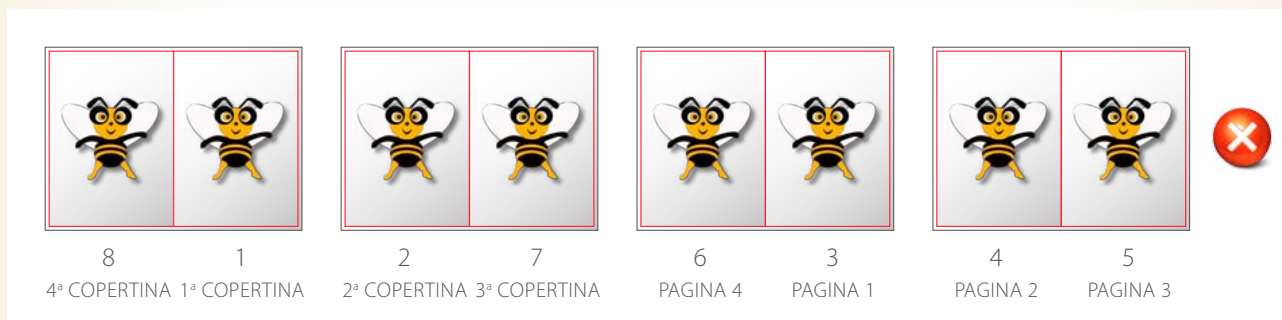 8 1 2 7 6 3 4 5
4ª COPERTINA 1ª COPERTINA 2ª COPERTINA 3ª COPERTINA PAGINA 4 PAGINA 1 PAGINA 2 PAGINA 3